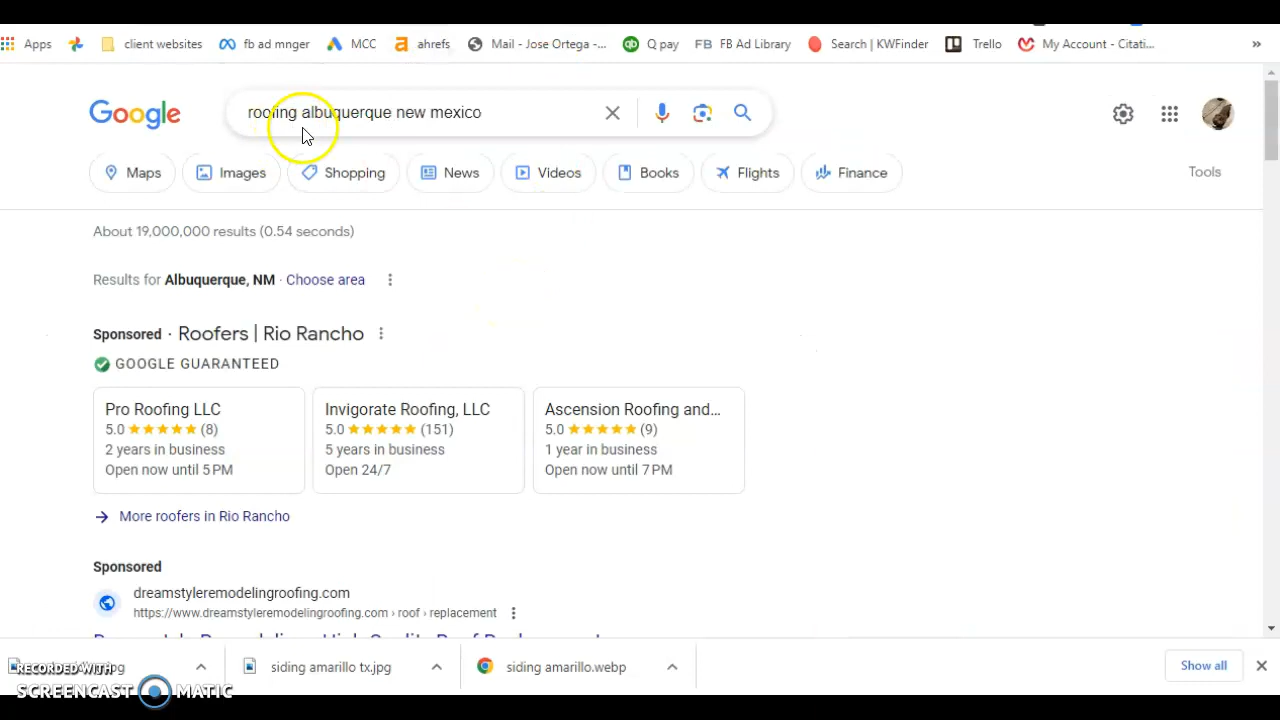 Apps client websites fb ad mnger MCC ahrefs Mail - Jose Ortega -... Q pay FB FB Ad Library Search | KWFinder Trello My Account - Citati... »
Google roofing albuquerque new mexico
Maps Images Shopping News Videos Books Flights Finance Tools
About 19,000,000 results (0.54 seconds)
Results for Albuquerque, NM · Choose area
Sponsored · Roofers | Rio Rancho
GOOGLE GUARANTEED
Pro Roofing LLC
5.0 (8)
2 years in business
Open now until 5 PM
Invigorate Roofing, LLC
5.0 (151)
5 years in business
Open 24/7
Ascension Roofing and...
5.0 (9)
1 year in business
Open now until 7 PM
More roofers in Rio Rancho
Sponsored
dreamstyleremodelingroofing.com
https://www.dreamstyleremodelingroofing.com › roof › replacement
siding amarillo tx.jpg siding amarillo.webp Show all
RECORDED WITH
SCREENCAST MATIC